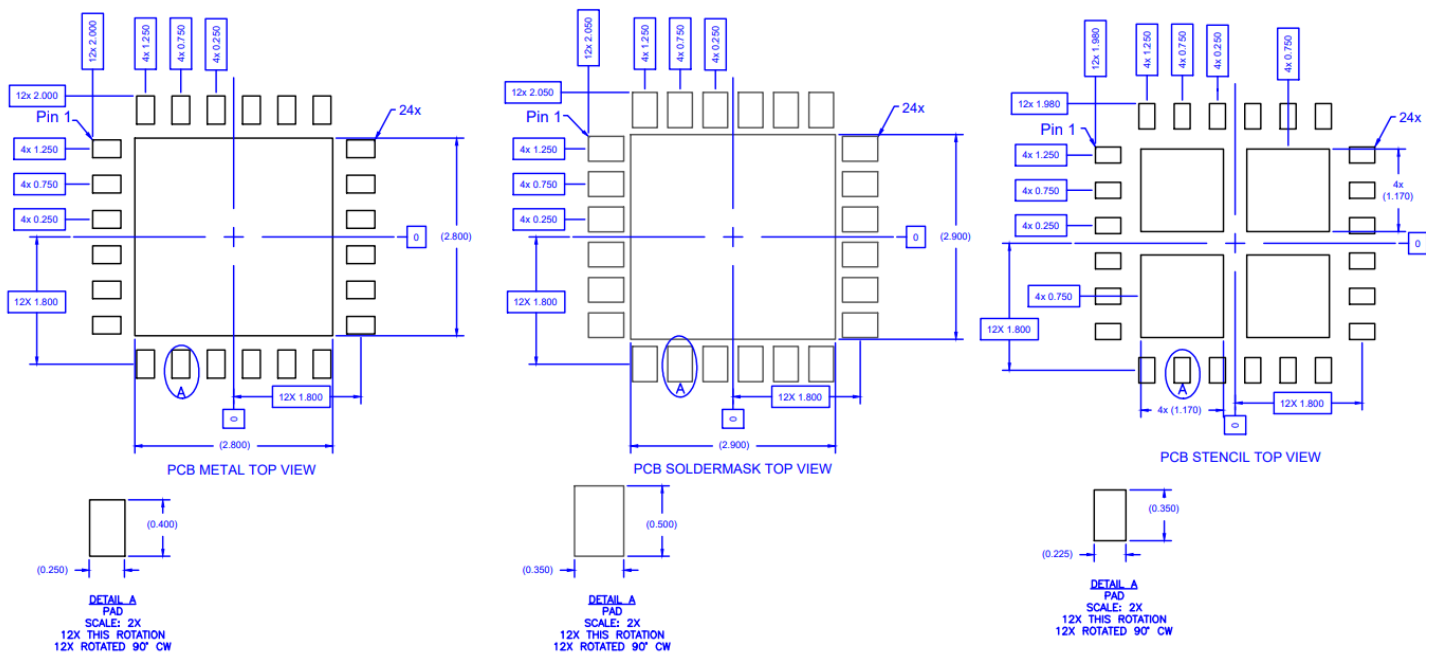 12x 2.000
4x 1.250
4x 0.750
4x 0.250
12x 2.000
Pin 1
24x
4x 1.250
4x 0.750
4x 0.250
0
(2.800)
12X 1.800
A
12X 1.800
0
(2.800)
PCB METAL TOP VIEW
(0.400)
(0.250)
DETAIL A
PAD
SCALE: 2X
12X THIS ROTATION
12X ROTATED 90° CW
12x 2.050
4x 1.250
4x 0.750
4x 0.250
12x 2.050
Pin 1
24x
4x 1.250
4x 0.750
4x 0.250
0
(2.900)
12X 1.800
A
12X 1.800
0
(2.900)
PCB SOLDERMASK TOP VIEW
(0.500)
(0.350)
DETAIL A
PAD
SCALE: 2X
12X THIS ROTATION
12X ROTATED 90° CW
12x 1.980
4x 1.250
4x 0.750
4x 0.250
4x 0.750
12x 1.980
Pin 1
24x
4x 1.250
4x
(1.170)
4x 0.750
4x 0.250
0
4x 0.750
12X 1.800
A
12X 1.800
4x (1.170)
0
PCB STENCIL TOP VIEW
(0.350)
(0.225)
DETAIL A
PAD
SCALE: 2X
12X THIS ROTATION
12X ROTATED 90° CW